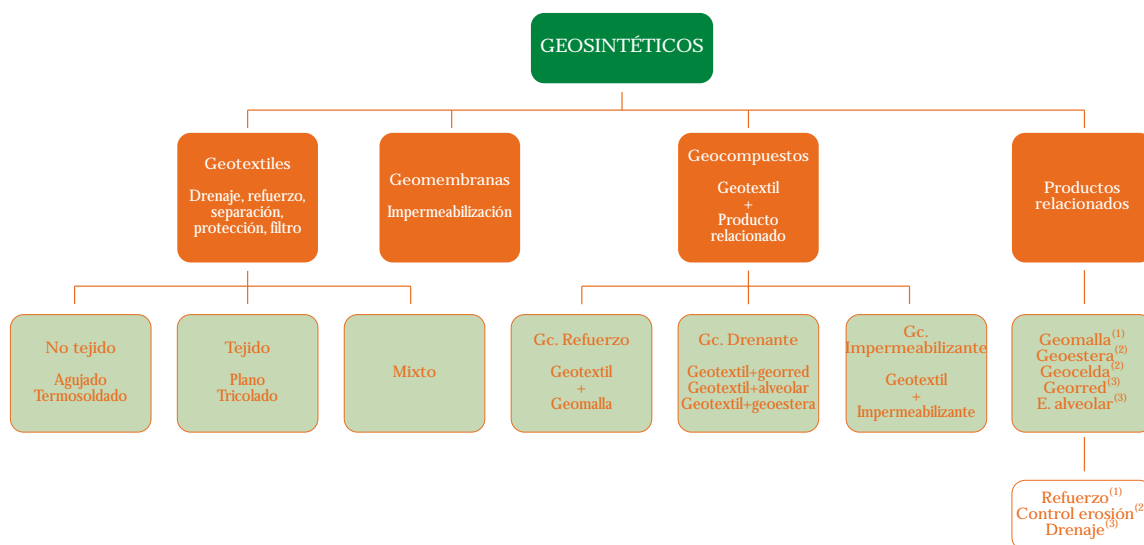 GEOSINTÉTICOS
Geotextiles
Drenaje, refuerzo,
separación,
protección, filtro
Geomembranas
Impermeabilización
Geocompuestos
Geotextil
+
Producto
relacionado
Productos
relacionados
No tejido
Agujado
Termosoldado
Tejido
Plano
Tricolado
Mixto
Gc. Refuerzo
Geotextil
+
Geomalla
Gc. Drenante
Geotextil+georred
Geotextil+alveolar
Geotextil+geoestera
Gc.
Impermeabilizante
Geotextil
+
Impermeabilizante
Geomalla(1)
Geoestera(2)
Geocelda(2)
Georred(3)
E. alveolar(3)
Refuerzo(1)
Control erosión(2
Drenaje(3)